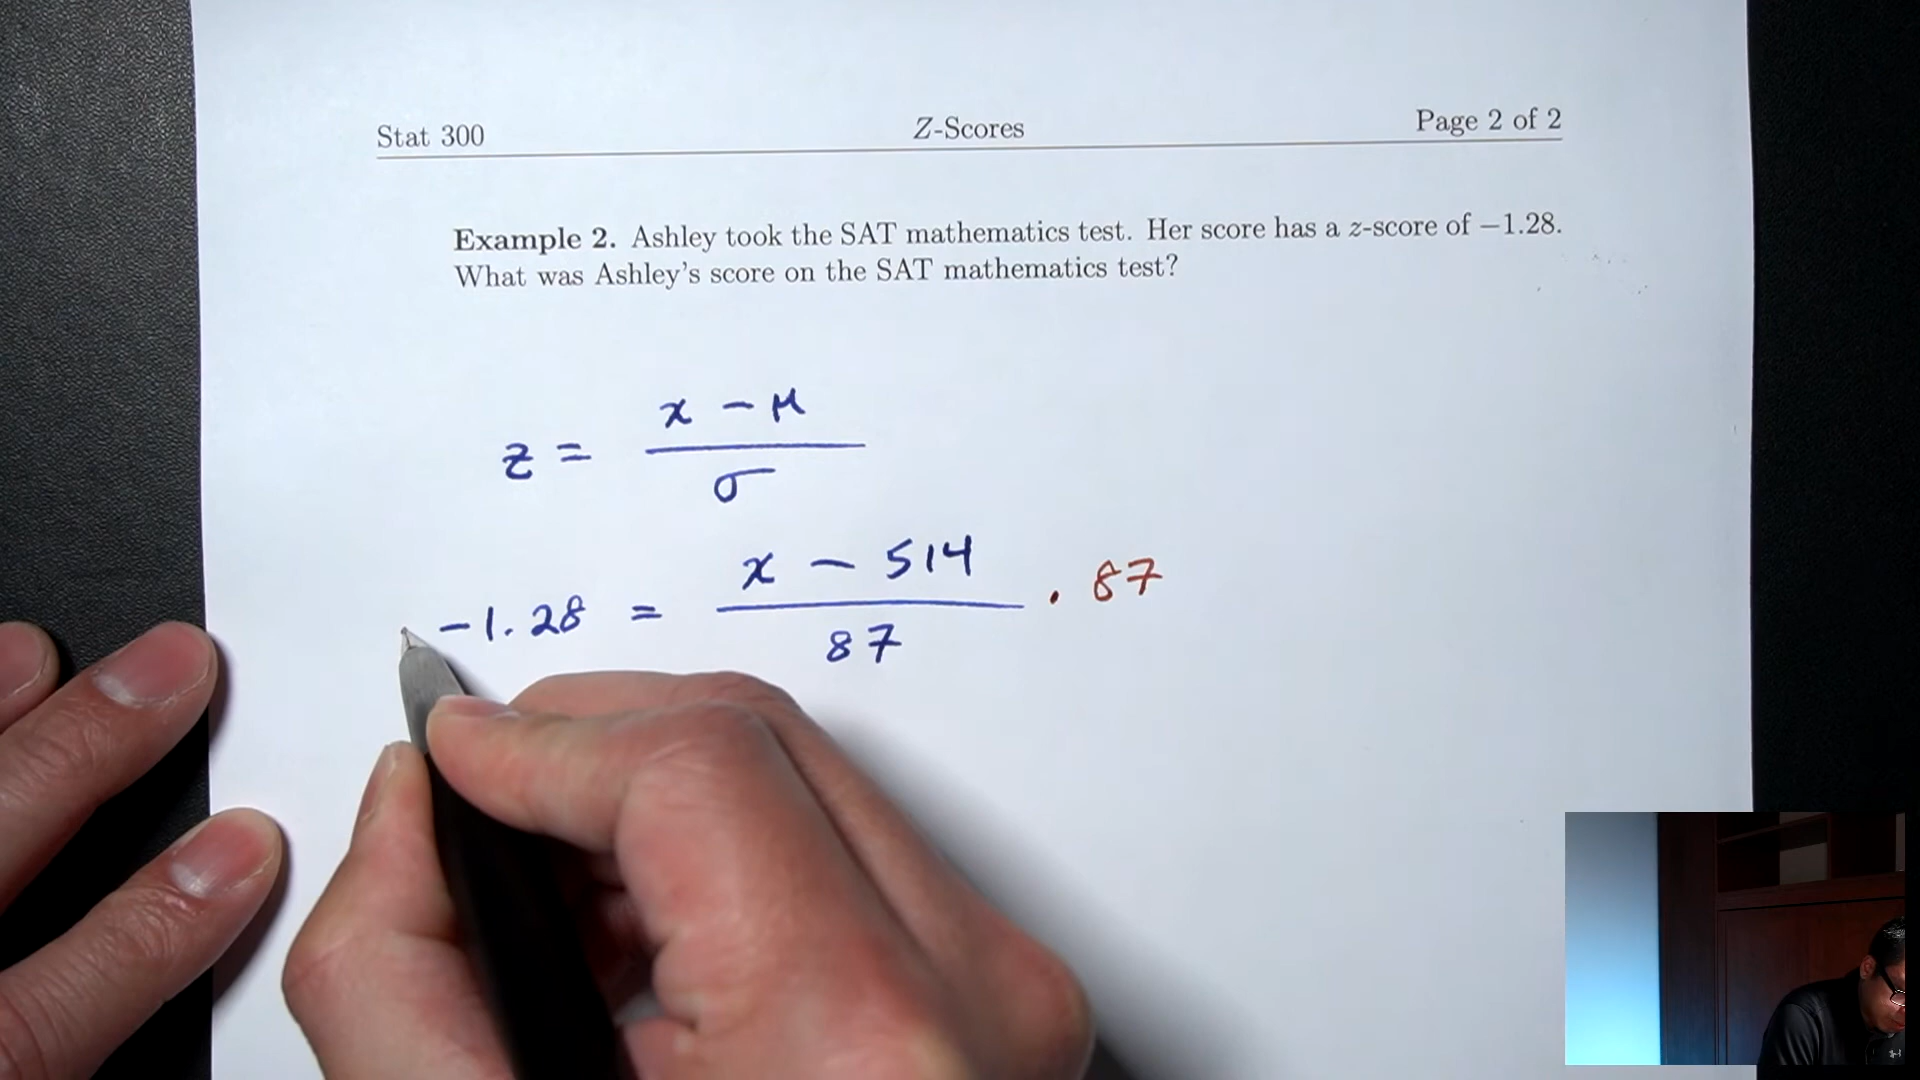 Stat 300 Z-Scores Page 2 of 2
Example 2. Ashley took the SAT mathematics test. Her score has a z-score of −1.28.
What was Ashley's score on the SAT mathematics test?
z = x − μ / σ
−1.28 = x − 514 / 87 · 87